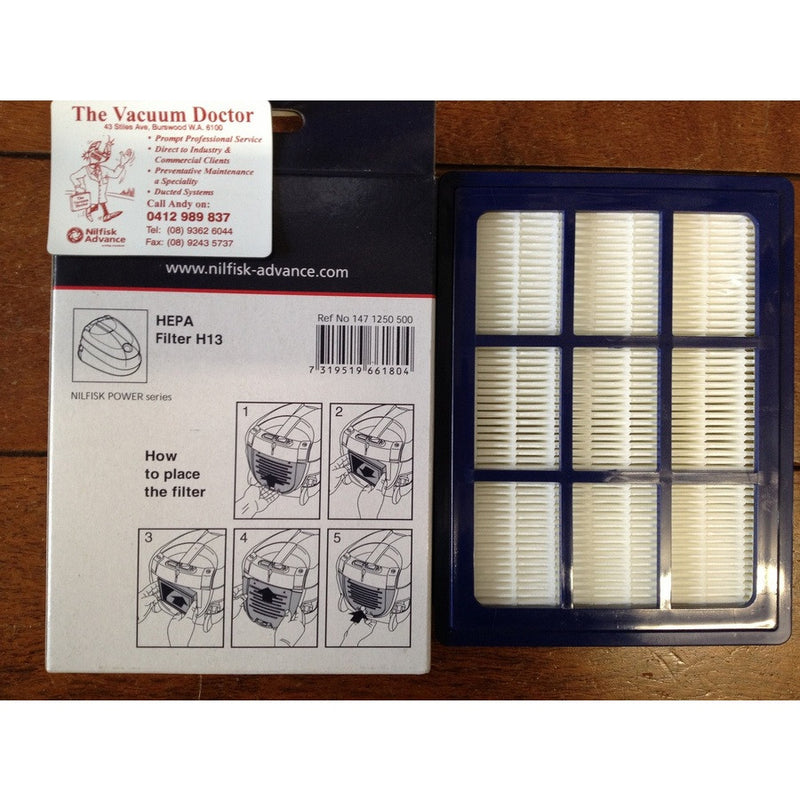 The Vacuum Doctor
43 Stiles Ave, Burswood W.A. 6100
• Prompt Professional Service
• Direct to Industry &
Commercial Clients
• Preventative Maintenance
a Speciality
• Ducted Systems
Call Andy on:
0412 989 837
Tel: (08) 9362 6044
Fax: (08) 9243 5737
Nilfisk
Advance
www.nilfisk-advance.com
HEPA
Filter H13
Ref No 147 1250 500
7 319519 661804
NILFISK POWER series
How
to place
the filter
1
2
3
4
5